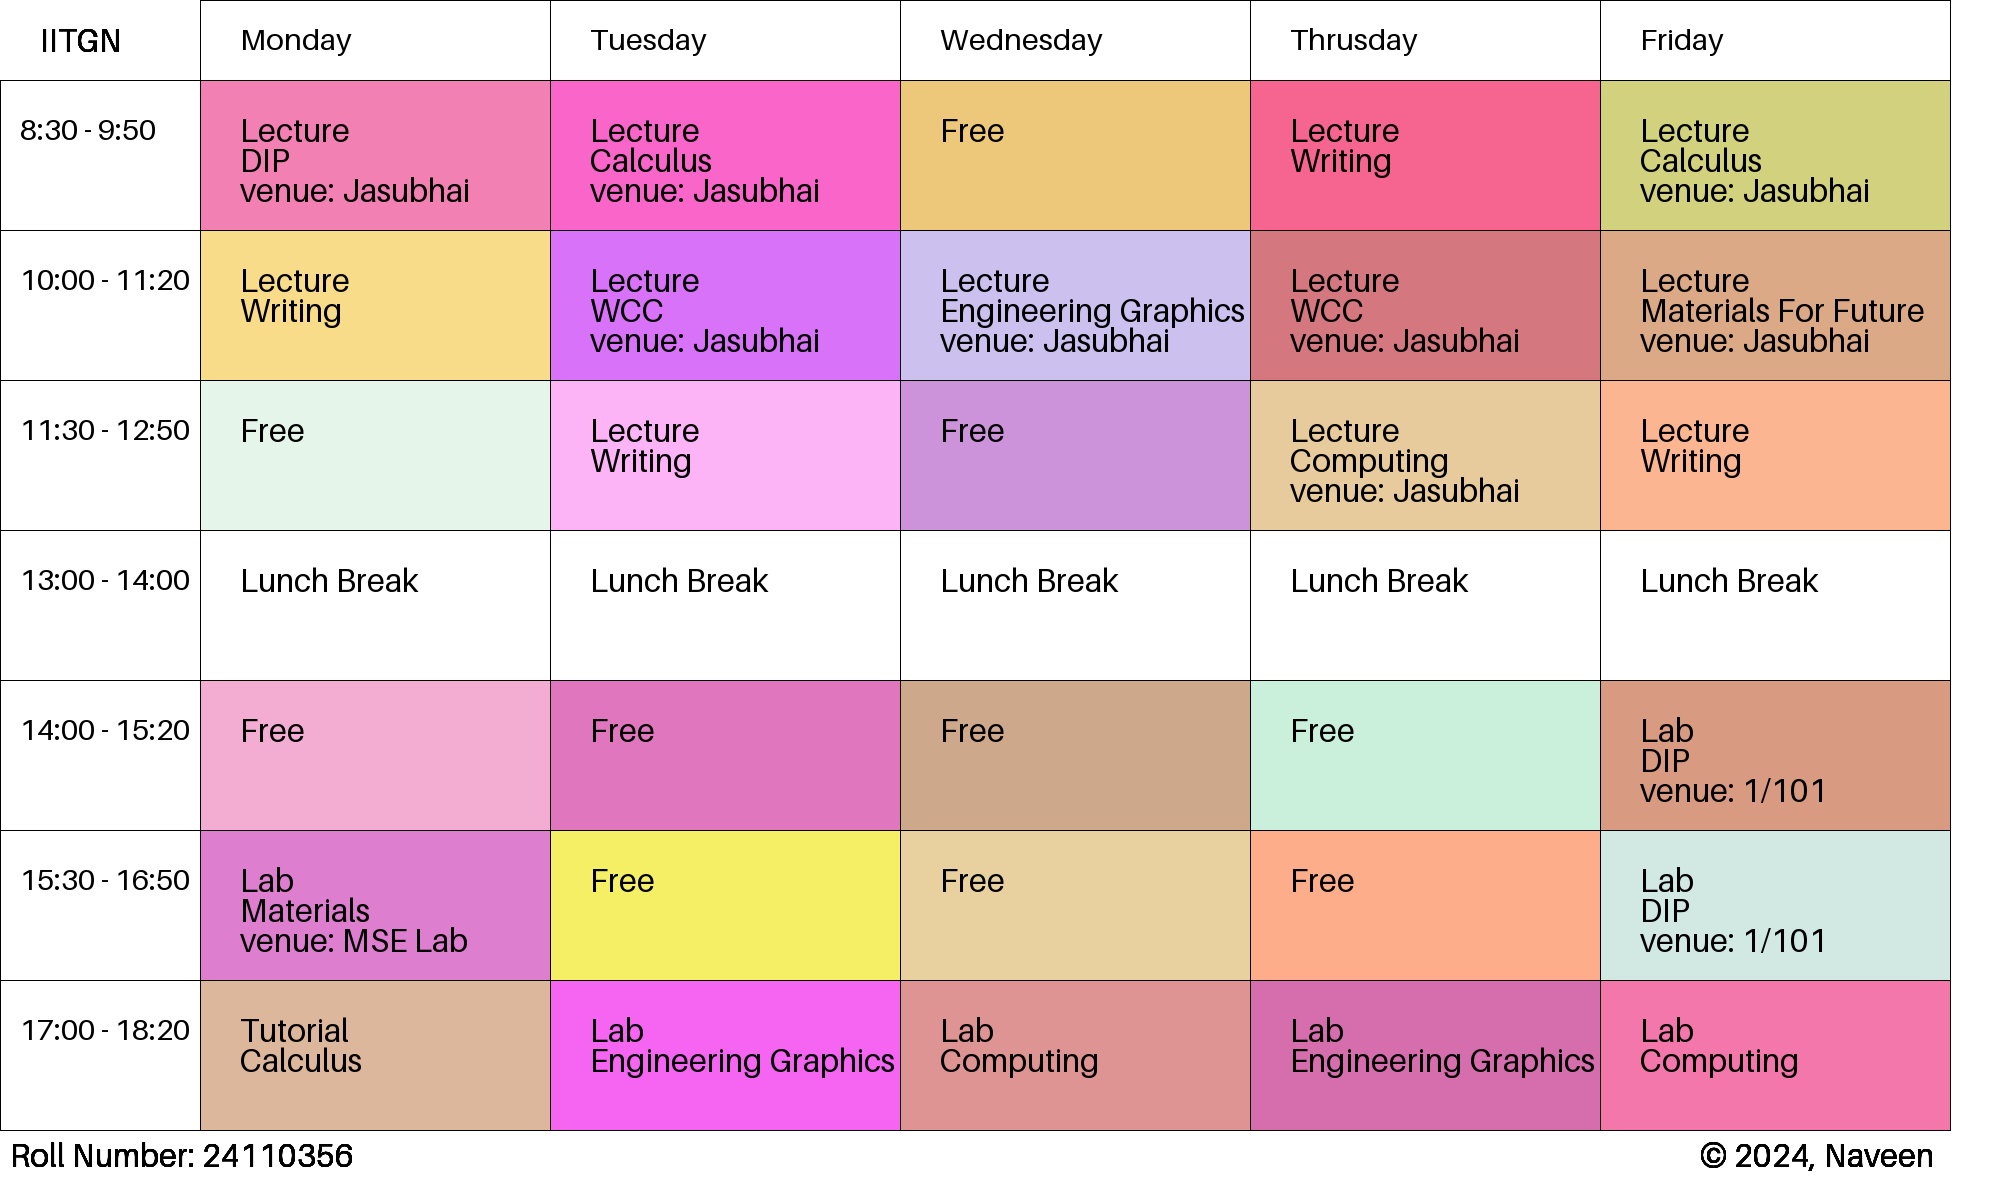 IITGN Monday Tuesday Wednesday Thrusday Friday
8:30 - 9:50
Lecture
DIP
venue: Jasubhai
Lecture
Calculus
venue: Jasubhai
Free
Lecture
Writing
Lecture
Calculus
venue: Jasubhai
10:00 - 11:20
Lecture
Writing
Lecture
WCC
venue: Jasubhai
Lecture
Engineering Graphics
venue: Jasubhai
Lecture
WCC
venue: Jasubhai
Lecture
Materials For Future
venue: Jasubhai
11:30 - 12:50
Free
Lecture
Writing
Free
Lecture
Computing
venue: Jasubhai
Lecture
Writing
13:00 - 14:00
Lunch Break
Lunch Break
Lunch Break
Lunch Break
Lunch Break
14:00 - 15:20
Free
Free
Free
Free
Lab
DIP
venue: 1/101
15:30 - 16:50
Lab
Materials
venue: MSE Lab
Free
Free
Free
Lab
DIP
venue: 1/101
17:00 - 18:20
Tutorial
Calculus
Lab
Engineering Graphics
Lab
Computing
Lab
Engineering Graphics
Lab
Computing
Roll Number: 24110356
© 2024, Naveen